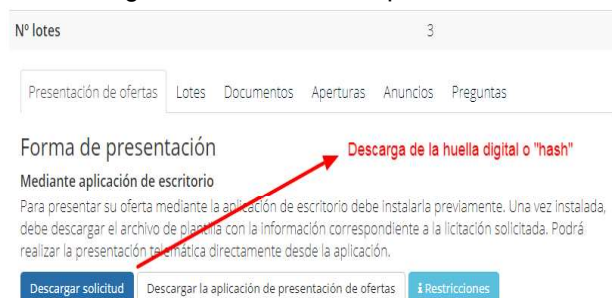 Nº lotes 3
Presentación de ofertas Lotes Documentos Aperturas Anuncios Preguntas
Forma de presentación
Descarga de la huella digital o "hash"
Mediante aplicación de escritorio
Para presentar su oferta mediante la aplicación de escritorio debe instalarla previamente. Una vez instalada,
debe descargar el archivo de plantilla con la información correspondiente a la licitación solicitada. Podrá
realizar la presentación telemática directamente desde la aplicación.
Descargar solicitud Descargar la aplicación de presentación de ofertas i Restricciones